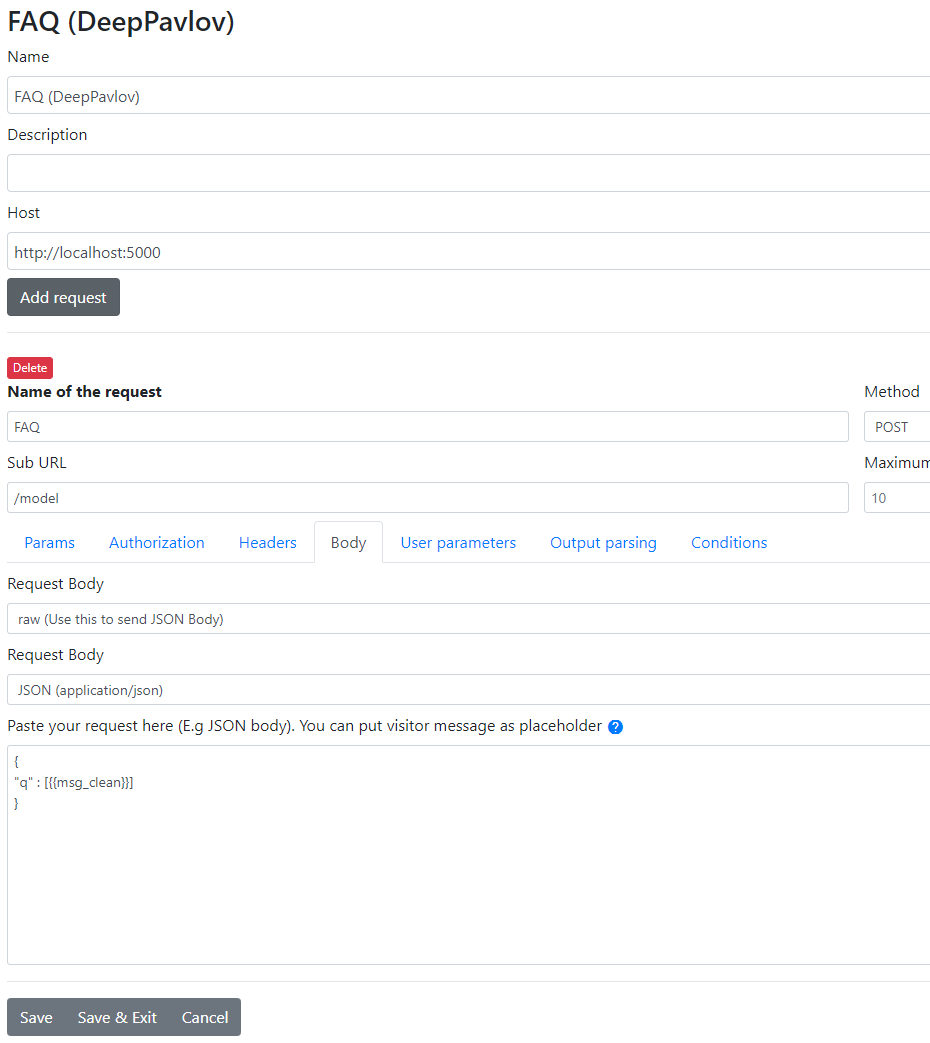 FAQ (DeepPavlov)
Name
FAQ (DeepPavlov)
Description
Host
http://localhost:5000
Add request
Delete
Name of the request
Method
FAQ
POST
Sub URL
Maximum
/model
10
Params Authorization Headers Body User parameters Output parsing Conditions
Request Body
raw (Use this to send JSON Body)
Request Body
JSON (application/json)
Paste your request here (E.g JSON body). You can put visitor message as placeholder ?
{
"q" : [{{msg_clean}}]
}
Save Save & Exit Cancel